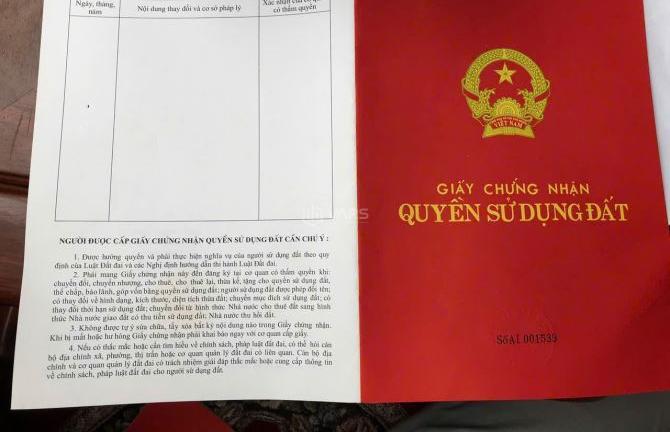 Ngày, tháng, năm
Nội dung thay đổi và cơ sở pháp lý
Xác nhận của cơ quan
có thẩm quyền
NGƯỜI ĐƯỢC CẤP GIẤY CHỨNG NHẬN QUYỀN SỬ DỤNG ĐẤT CẦN CHÚ Ý :
1. Được hưởng quyền và phải thực hiện nghĩa vụ của người sử dụng đất theo quy
định của Luật Đất đai và các Nghị định hướng dẫn thi hành Luật Đất đai.
2. Phải mang Giấy chứng nhận này đến đăng ký tại cơ quan có thẩm quyền khi:
chuyển đổi, chuyển nhượng, cho thuê, cho thuê lại, thừa kế, tặng cho quyền sử dụng đất,
thế chấp, bảo lãnh, góp vốn bằng quyền sử dụng đất; người sử dụng đất được phép đổi tên;
có thay đổi về hình dạng, kích thước, diện tích thửa đất; chuyển mục đích sử dụng đất; có
thay đổi thời hạn sử dụng đất; chuyển đổi từ hình thức Nhà nước cho thuê đất sang hình
thức Nhà nước giao đất có thu tiền sử dụng đất; Nhà nước thu hồi đất.
3. Không được tự ý sửa chữa, tẩy xóa bất kỳ nội dung nào trong Giấy chứng nhận.
Khi bị mất hoặc hư hỏng Giấy chứng nhận phải khai báo ngay với cơ quan cấp giấy.
4. Nếu có thắc mắc hoặc cần tìm hiểu về chính sách, pháp luật đất đai, có thể hỏi cán
bộ địa chính xã, phường, thị trấn hoặc cơ quan quản lý đất đai có liên quan. Cán bộ địa
chính và cơ quan quản lý đất đai có trách nhiệm giải đáp thắc mắc hoặc cung cấp thông tin
về chính sách, pháp luật đất đai cho người sử dụng đất.
VIỆT NAM
GIẤY CHỨNG NHẬN
QUYỀN SỬ DỤNG ĐẤT
Số AI 001539